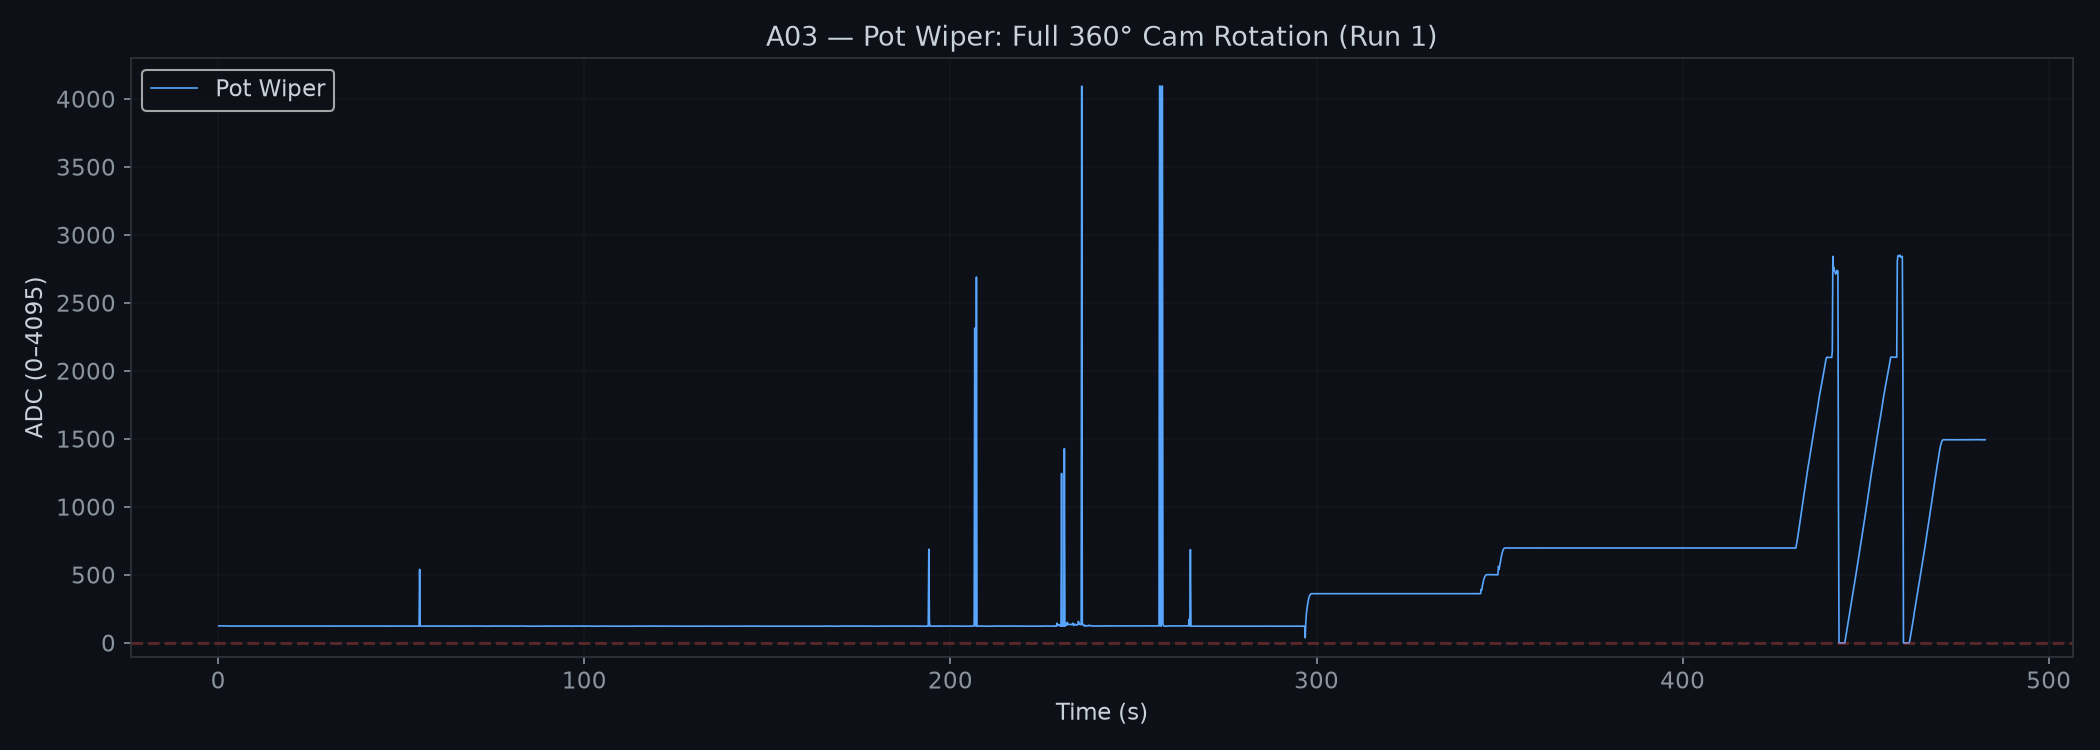 A03 — Pot Wiper: Full 360° Cam Rotation (Run 1)
Pot Wiper
ADC (0–4095)
4000
3500
3000
2500
2000
1500
1000
500
0
0 100 200 300 400 500
Time (s)